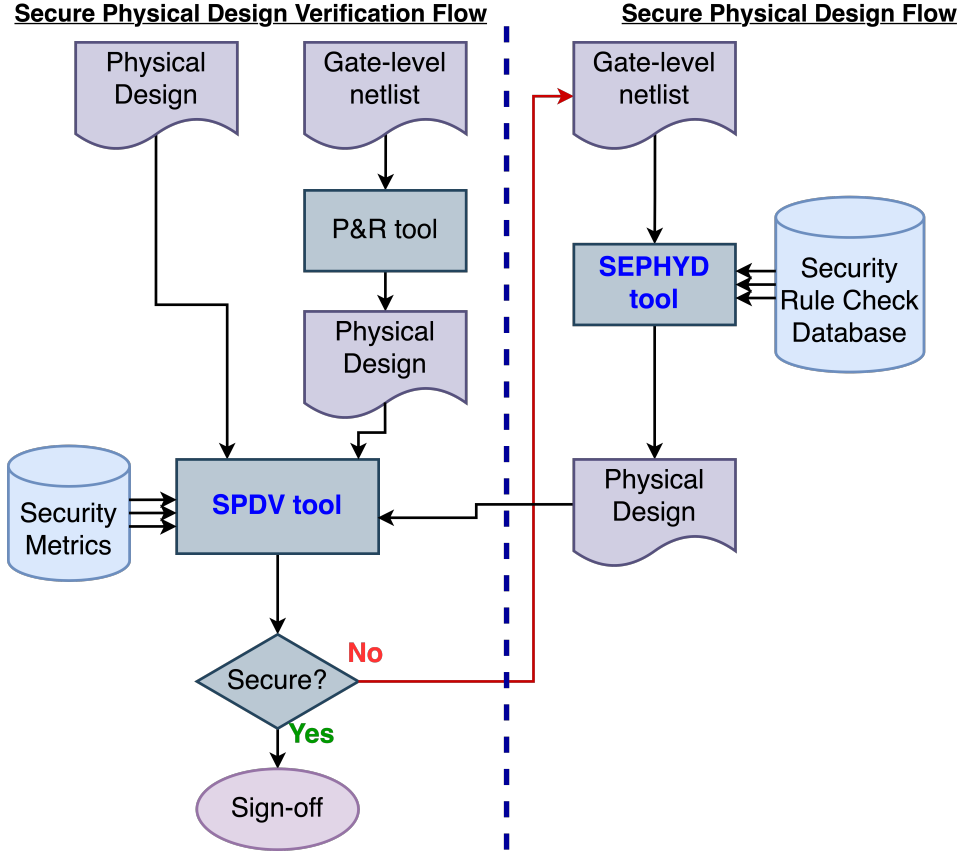 Secure Physical Design Verification Flow
Secure Physical Design Flow
Physical
Design
Gate-level
netlist
Gate-level
netlist
P&R tool
SEPHYD
tool
Security
Rule Check
Database
Physical
Design
SPDV tool
Security
Metrics
Physical
Design
No
Secure?
Yes
Sign-off